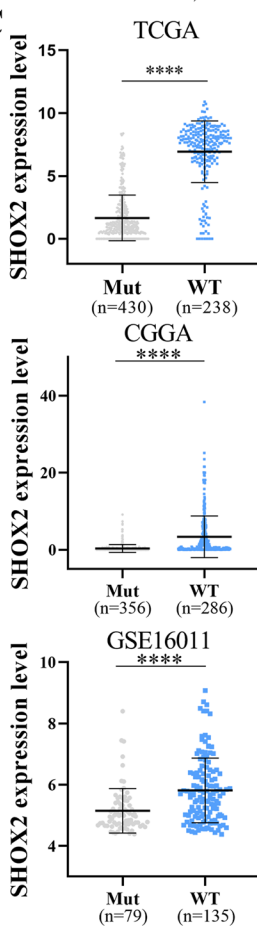 TCGA
****
SHOX2 expression level
15
10
5
0
Mut WT
(n=430) (n=238)
CGGA
****
SHOX2 expression level
40
20
0
Mut WT
(n=356) (n=286)
GSE16011
****
SHOX2 expression level
10
8
6
4
Mut WT
(n=79) (n=135)